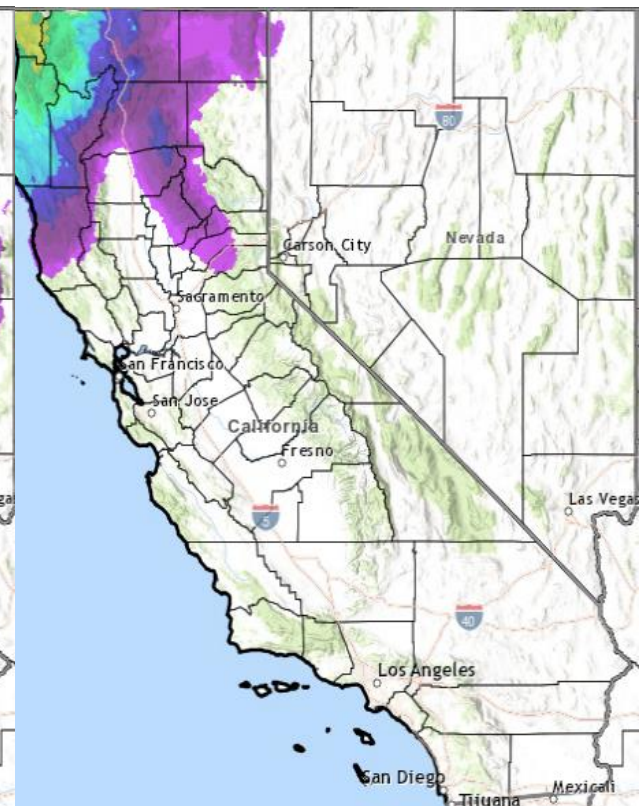 80
Nevada
Carson City
Sacramento
San Francisco
San Jose
California
Fresno
Las Vegas
5
40
Los Angeles
San Diego
Tijuana
Mexicali